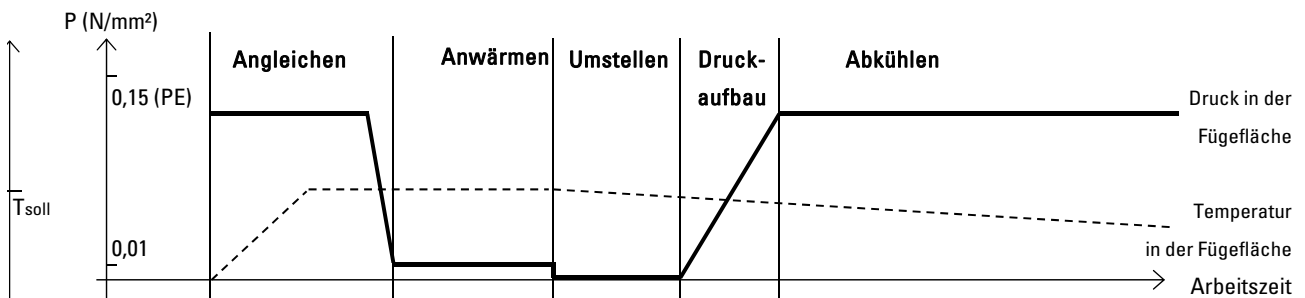 P (N/mm²)
Angleichen
Anwärmen
Umstellen
Druck-
aufbau
Abkühlen
0,15 (PE)
Druck in der
Fügefläche
Tsoll
Temperatur
in der Fügefläche
0,01
Arbeitszeit